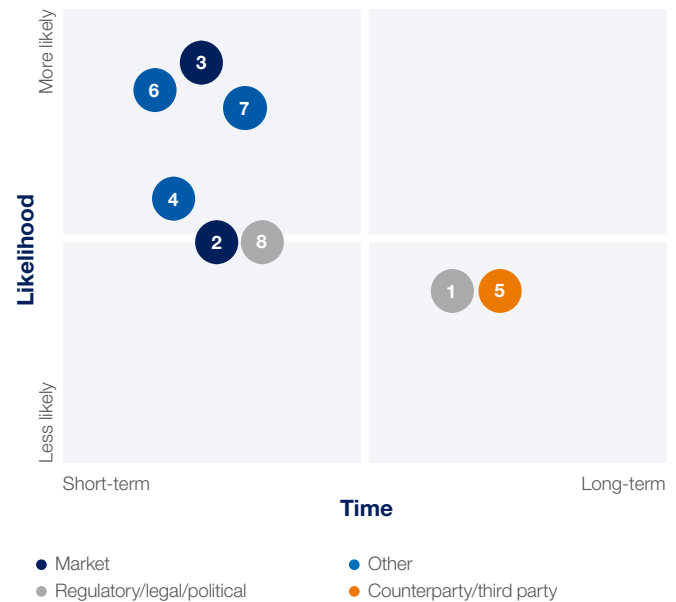 More likely
3
6
7
4
2
8
Likelihood
1
5
Less likely
Short-term
Long-term
Time
Market
Other
Regulatory/legal/political
Counterparty/third party